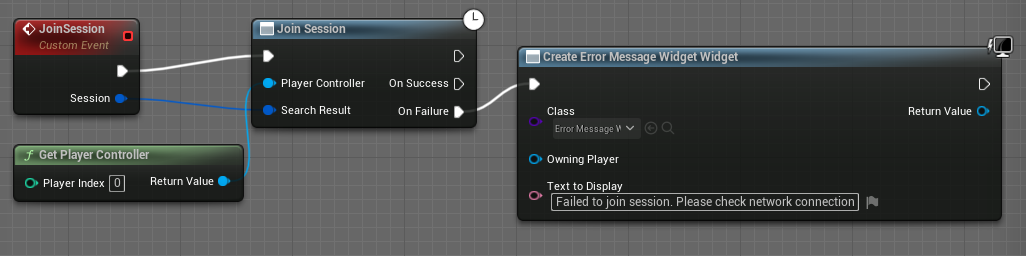 JoinSession
Custom Event
Session
Join Session
Player Controller
On Success
Search Result
On Failure
Get Player Controller
Player Index 0
Return Value
Create Error Message Widget Widget
Class
Return Value
Error Message
Owning Player
Text to Display
Failed to join session. Please check network connection